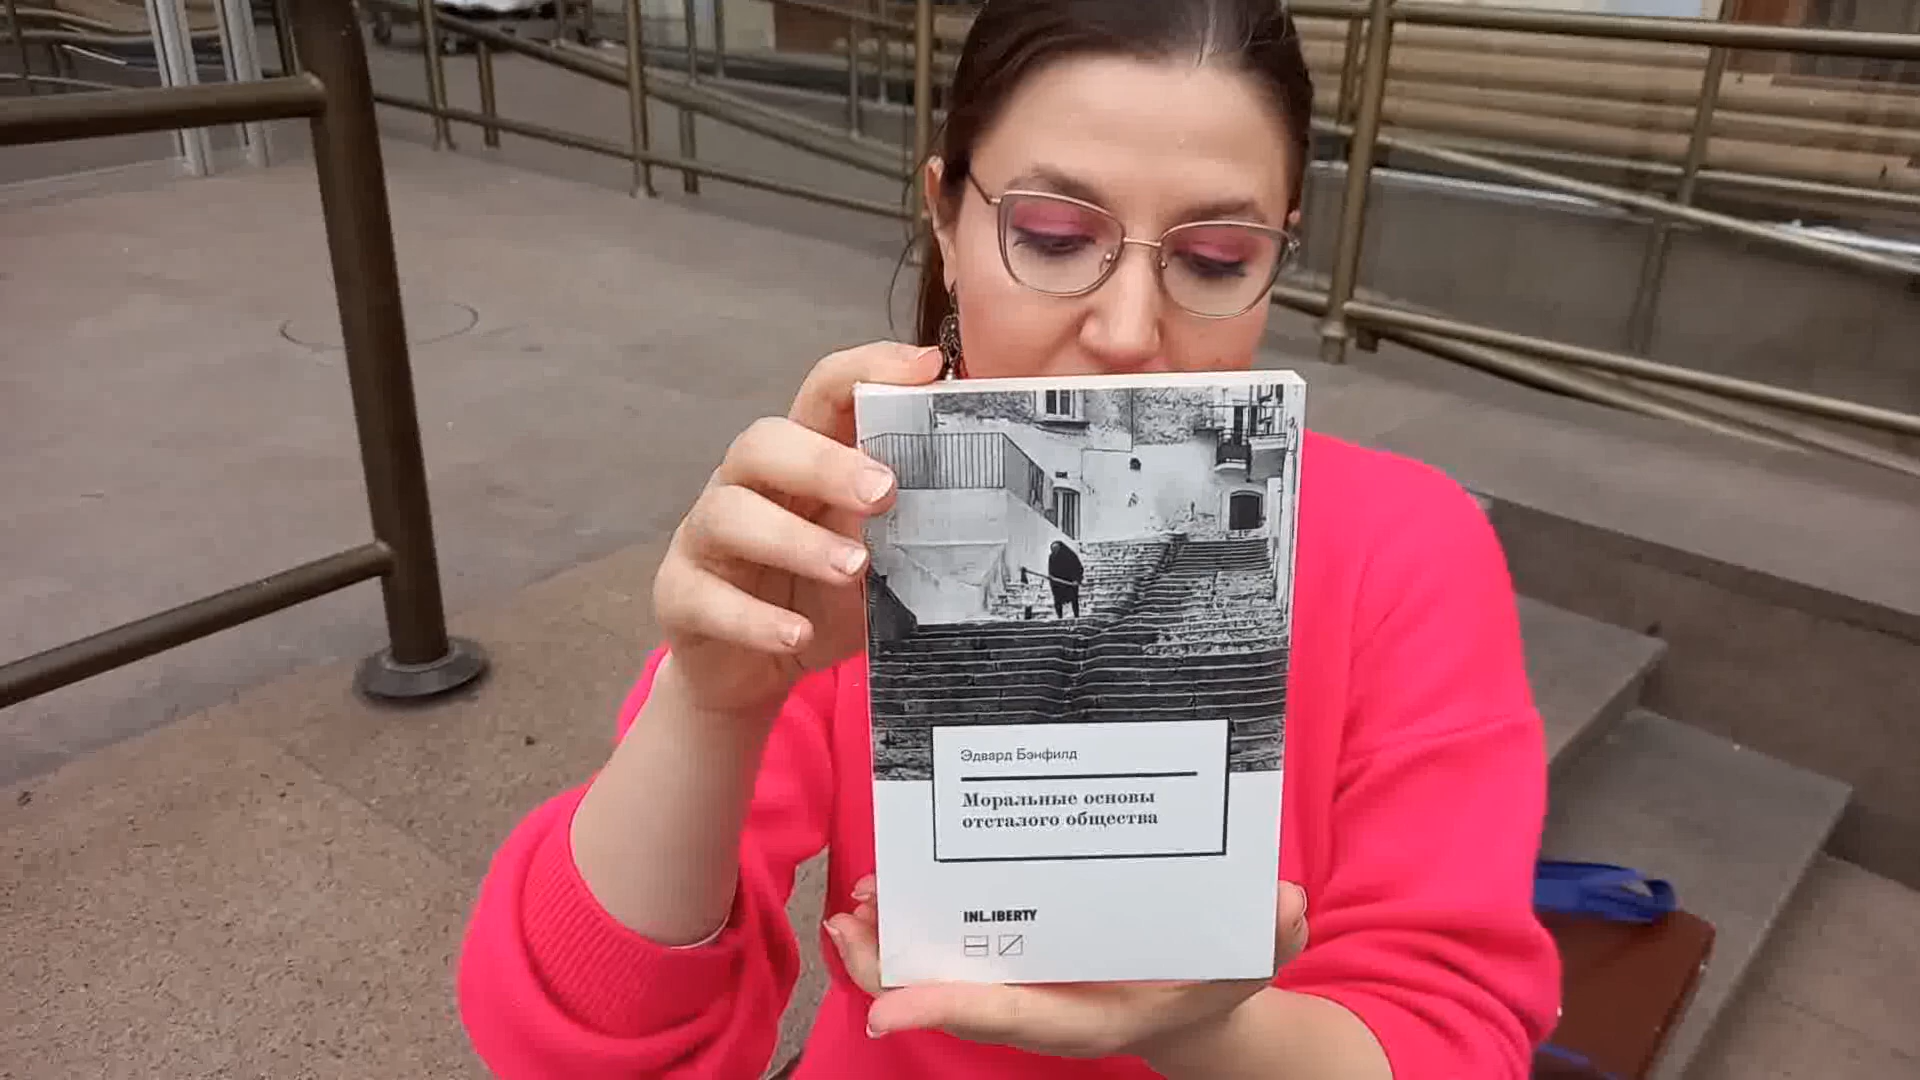 Эдвард Бэнфилд
Моральные основы
отсталого общества
INLIBERTY